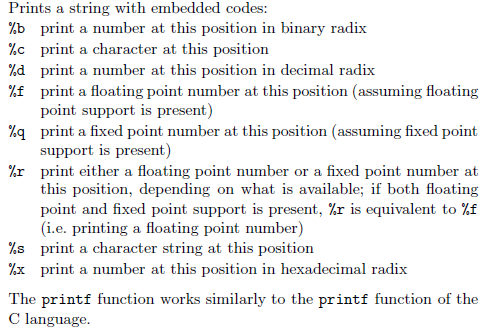 Prints a string with embedded codes:
%b print a number at this position in binary radix
%c print a character at this position
%d print a number at this position in decimal radix
%f print a floating point number at this position (assuming floating
point support is present)
%q print a fixed point number at this position (assuming fixed point
support is present)
%r print either a floating point number or a fixed point number at
this position, depending on what is available; if both floating
point and fixed point support is present, %r is equivalent to %f
(i.e. printing a floating point number)
%s print a character string at this position
%x print a number at this position in hexadecimal radix
The printf function works similarly to the printf function of the
C language.